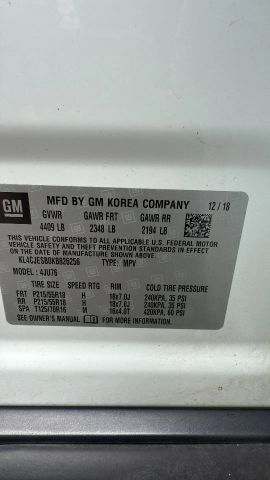 GM
MFD BY GM KOREA COMPANY 12 / 18
GVWR GAWR FRT GAWR RR
4409 LB 2348 LB 2194 LB
THIS VEHICLE CONFORMS TO ALL APPLICABLE U.S. FEDERAL MOTOR
VEHICLE SAFETY, BUMPER, AND THEFT PREVENTION STANDARDS
IN EFFECT ON THE DATE OF MANUFACTURE SHOWN ABOVE.
KL4CJESB0KB826256 TYPE: MPV
MODEL: 4JU76
TIRE SIZE SPEED RTG RIM COLD TIRE PRESSURE
FRT P215/55R18 H 18x7.0J 240KPA, 35 PSI
RR P215/55R18 H 18x7.0J 240KPA, 35 PSI
SPA T125/70R16 M 16x4.0T 420KPA, 60 PSI
SEE OWNER'S MANUAL FOR MORE INFORMATION.